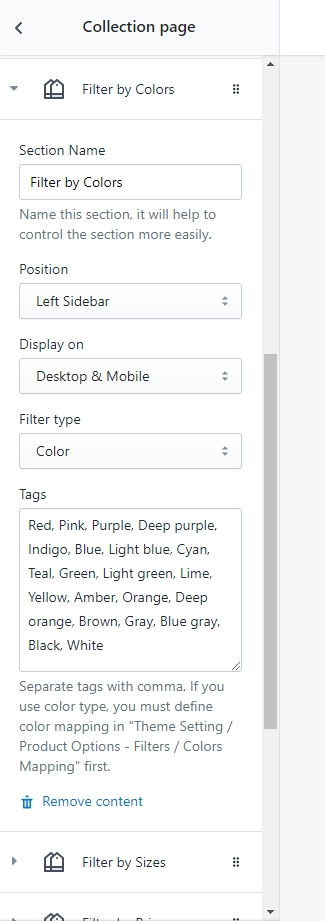 Collection page
Filter by Colors
Section Name
Filter by Colors
Name this section, it will help to
control the section more easily.
Position
Left Sidebar
Display on
Desktop & Mobile
Filter type
Color
Tags
Red, Pink, Purple, Deep purple,
Indigo, Blue, Light blue, Cyan,
Teal, Green, Light green, Lime,
Yellow, Amber, Orange, Deep
orange, Brown, Gray, Blue gray,
Black, White
Separate tags with comma. If you
use color type, you must define
color mapping in "Theme Setting /
Product Options - Filters / Colors
Mapping" first.
Remove content
Filter by Sizes